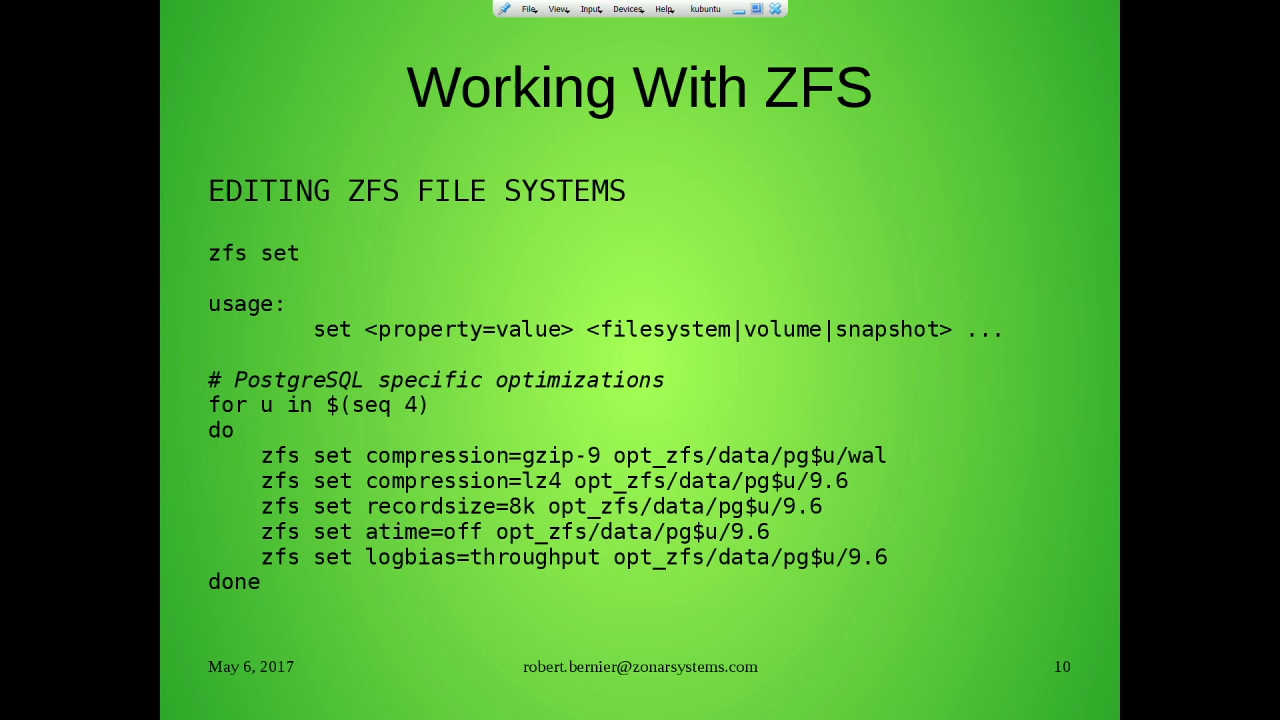 File View Input Devices Help kubuntu
Working With ZFS
EDITING ZFS FILE SYSTEMS
zfs set
usage:
set <property=value> <filesystem|volume|snapshot> ...
# PostgreSQL specific optimizations
for u in $(seq 4)
do
zfs set compression=gzip-9 opt_zfs/data/pg$u/wal
zfs set compression=lz4 opt_zfs/data/pg$u/9.6
zfs set recordsize=8k opt_zfs/data/pg$u/9.6
zfs set atime=off opt_zfs/data/pg$u/9.6
zfs set logbias=throughput opt_zfs/data/pg$u/9.6
done
May 6, 2017 robert.bernier@zonarsystems.com 10